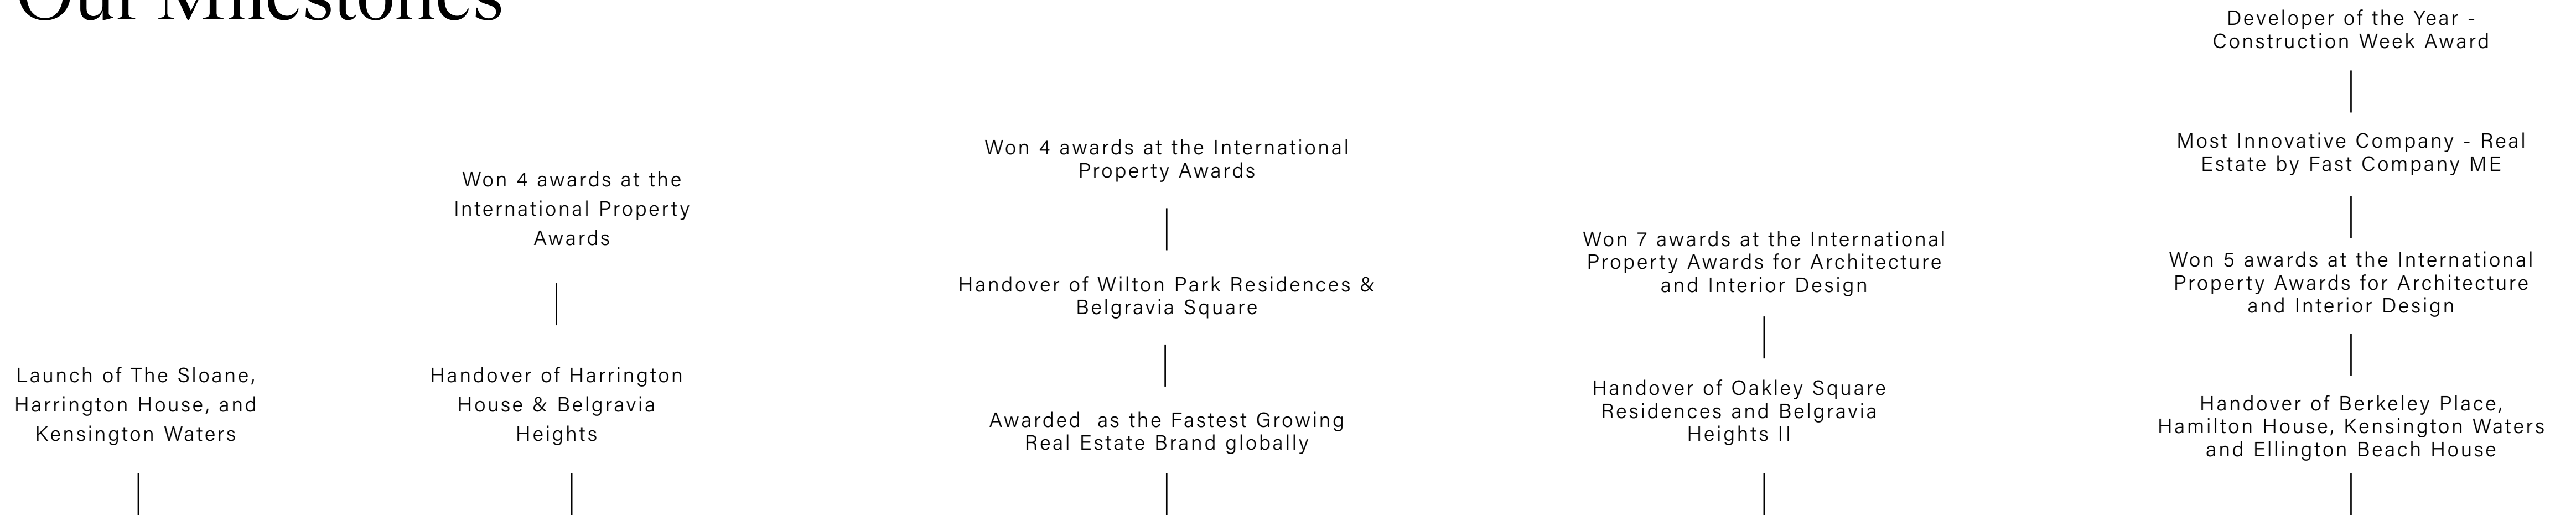 Our Milestones
Launch of The Sloane,
Harrington House, and
Kensington Waters
Won 4 awards at the
International Property
Awards
Handover of Harrington
House & Belgravia
Heights
Won 4 awards at the International
Property Awards
Handover of Wilton Park Residences &
Belgravia Square
Awarded  as the Fastest Growing
Real Estate Brand globally
Won 7 awards at the International
Property Awards for Architecture
and Interior Design
Handover of Oakley Square
Residences and Belgravia
Heights II
Developer of the Year -
Construction Week Award
Most Innovative Company - Real
Estate by Fast Company ME
Won 5 awards at the International
Property Awards for Architecture
and Interior Design
Handover of Berkeley Place,
Hamilton House, Kensington Waters
and Ellington Beach House